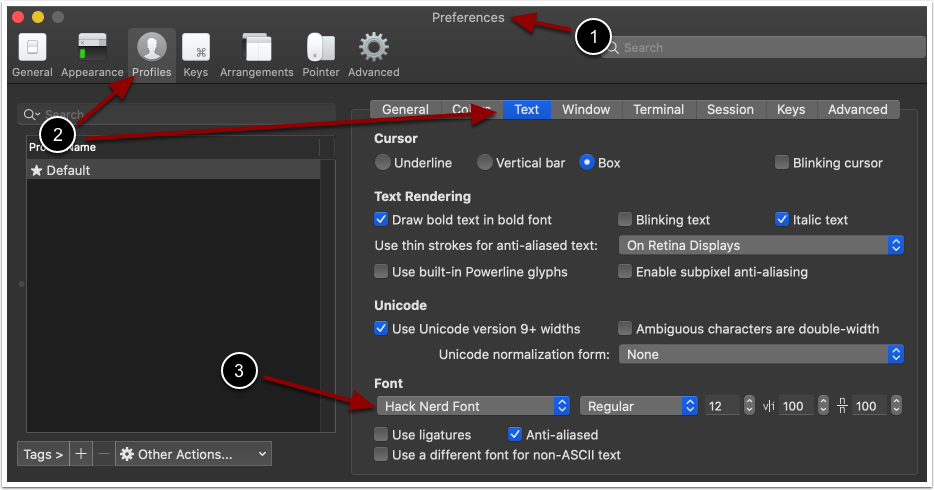 Preferences
1
Search
General Appearance Profiles Keys Arrangements Pointer Advanced
2
Search
Profile Name
Default
General Colors Text Window Terminal Session Keys Advanced
Cursor
Underline Vertical bar Box Blinking cursor
Text Rendering
Draw bold text in bold font Blinking text Italic text
Use thin strokes for anti-aliased text: On Retina Displays
Use built-in Powerline glyphs Enable subpixel anti-aliasing
Unicode
Use Unicode version 9+ widths Ambiguous characters are double-width
Unicode normalization form: None
3
Font
Hack Nerd Font Regular 12 v|i 100 n/n 100
Use ligatures Anti-aliased
Use a different font for non-ASCII text
Tags > + − Other Actions...